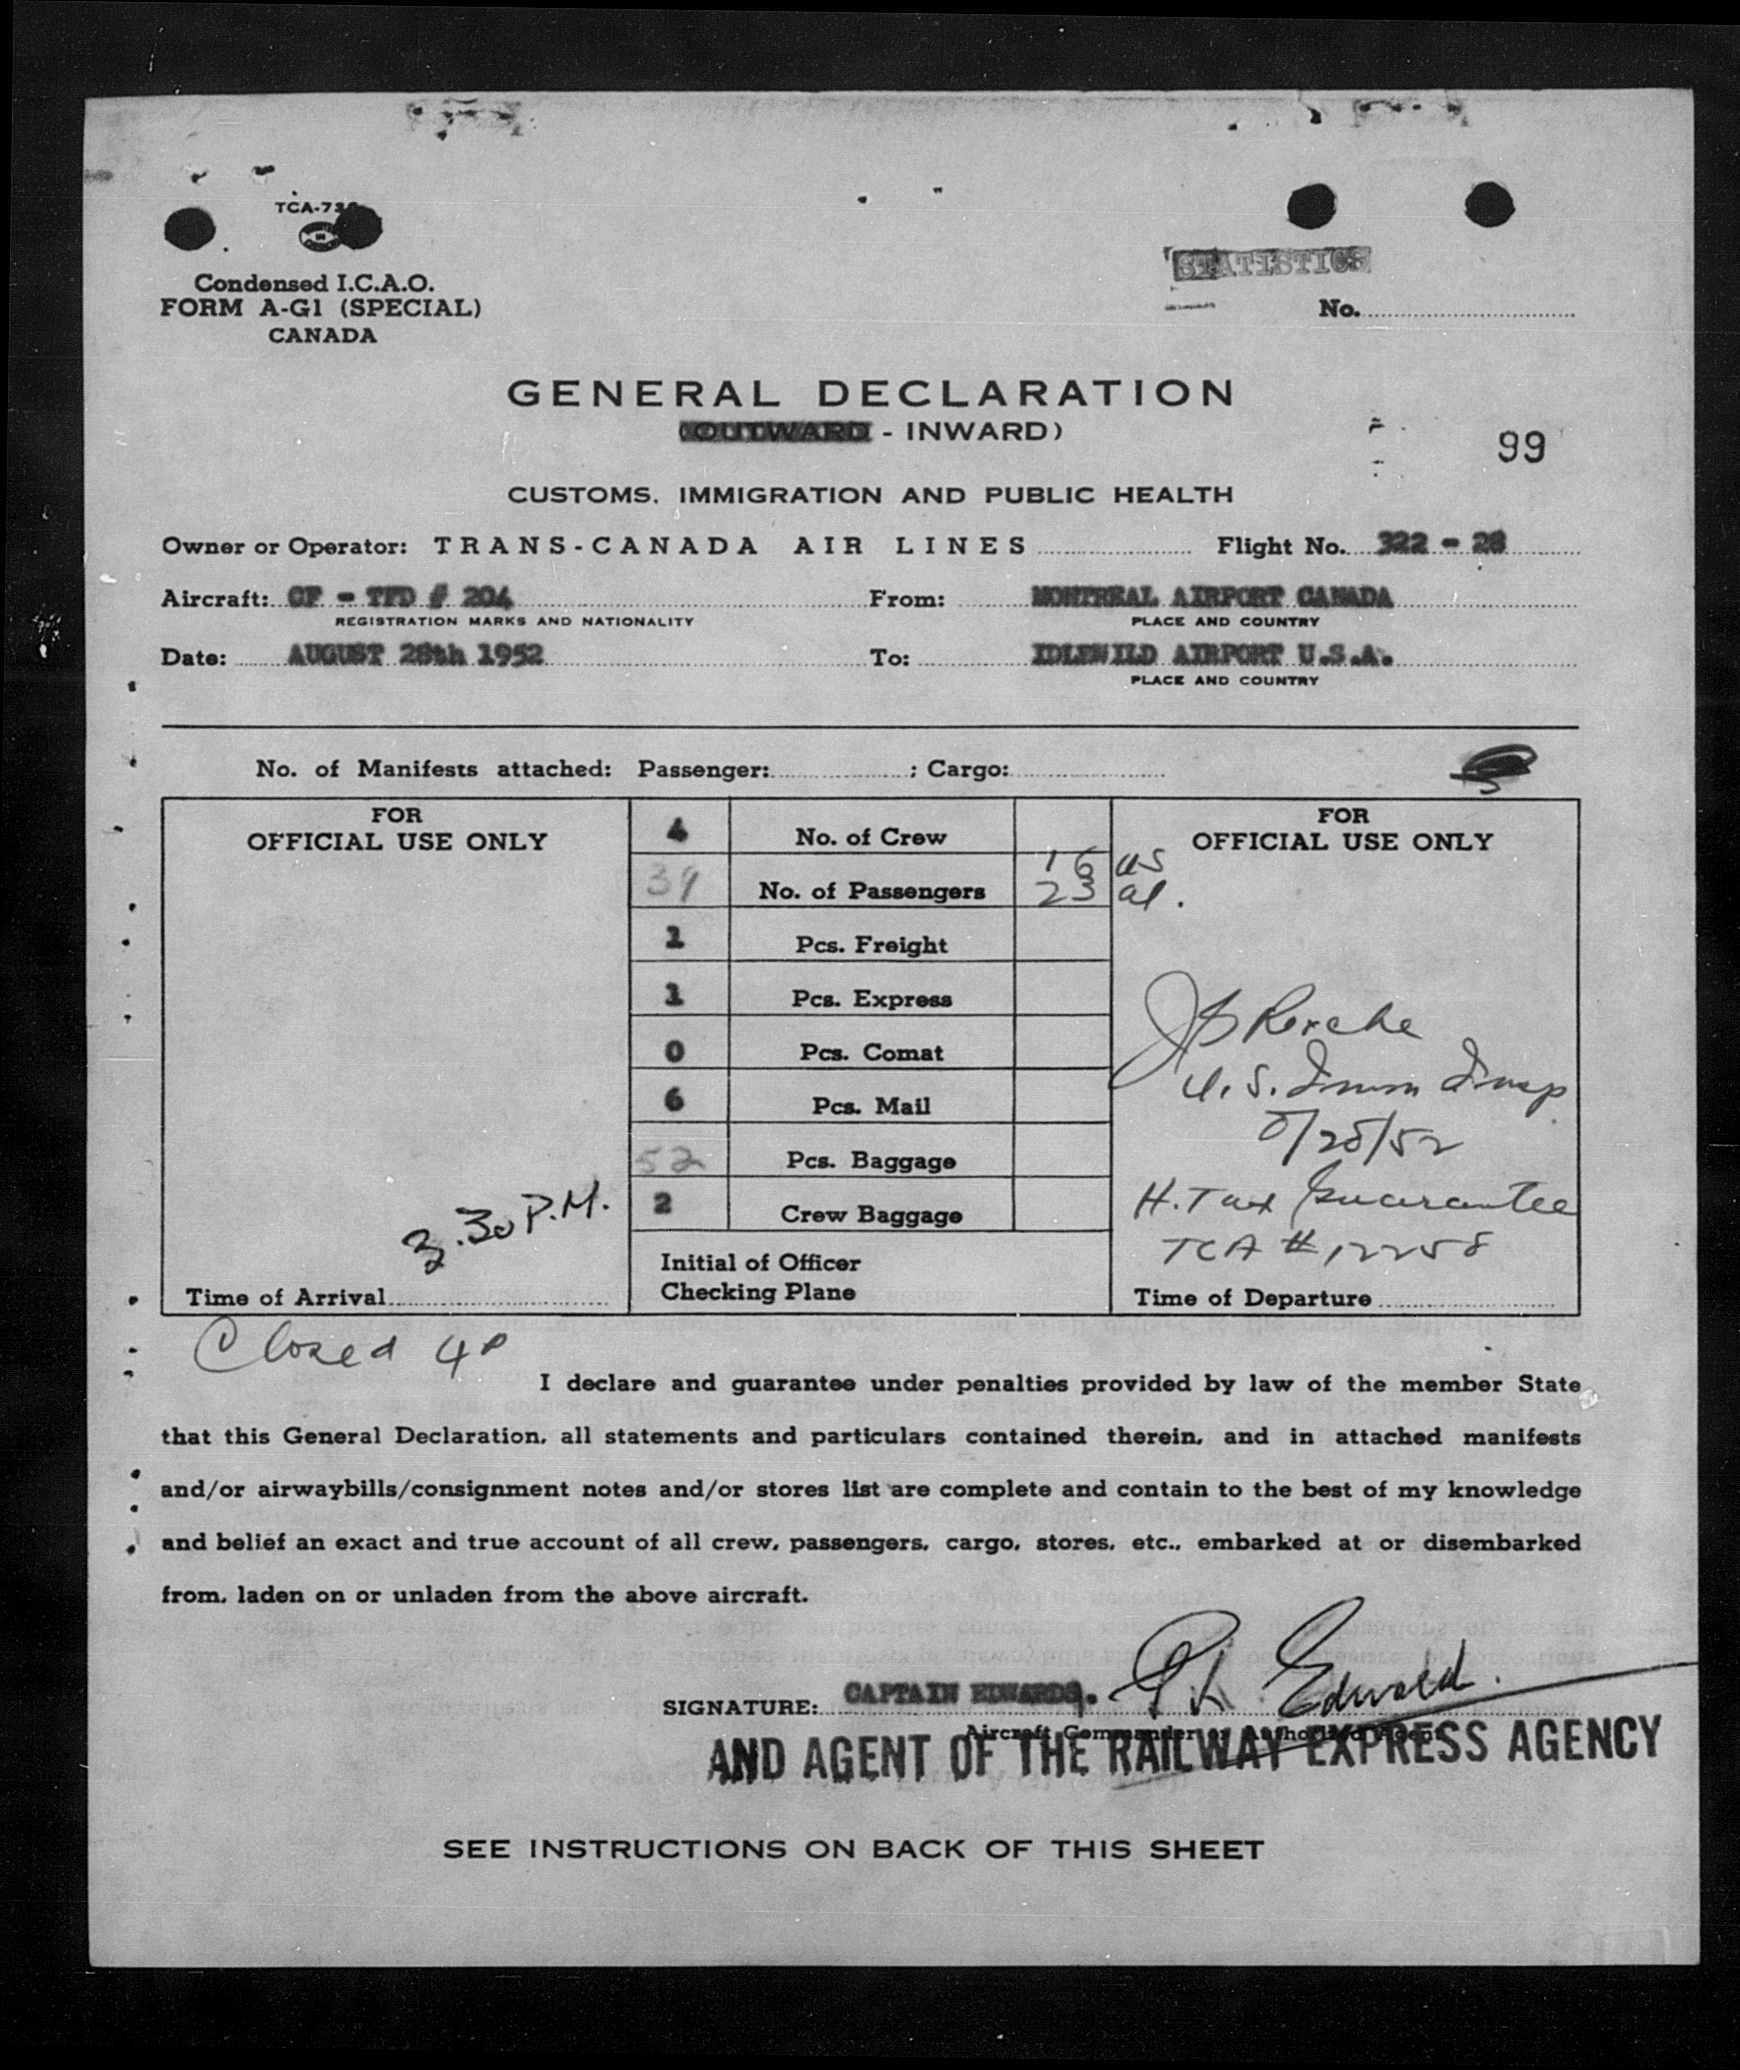 TCA-73
Condensed I.C.A.O.
FORM A-G1 (SPECIAL)
CANADA
STATISTICS
No.
GENERAL DECLARATION
(OUTWARD - INWARD)
99
CUSTOMS, IMMIGRATION AND PUBLIC HEALTH
Owner or Operator: TRANS-CANADA AIR LINES Flight No. 322 - 28
Aircraft: CF - TFD # 204 From: MONTREAL AIRPORT CANADA
REGISTRATION MARKS AND NATIONALITY PLACE AND COUNTRY
Date: AUGUST 28th 1952 To: IDLEWILD AIRPORT U.S.A.
PLACE AND COUNTRY
No. of Manifests attached: Passenger: ; Cargo:
FOR
OFFICIAL USE ONLY
3.30 P.M.
Time of Arrival
4 No. of Crew
39 No. of Passengers 16 US
23 al.
1 Pcs. Freight
1 Pcs. Express
0 Pcs. Comat
6 Pcs. Mail
52 Pcs. Baggage
2 Crew Baggage
Initial of Officer
Checking Plane
FOR
OFFICIAL USE ONLY
U.S. Imm Insp
8/28/52
H. Tax Guarantee
TCA # 12258
Time of Departure
Closed 4P
I declare and guarantee under penalties provided by law of the member State
that this General Declaration, all statements and particulars contained therein, and in attached manifests
and/or airwaybills/consignment notes and/or stores list are complete and contain to the best of my knowledge
and belief an exact and true account of all crew, passengers, cargo, stores, etc., embarked at or disembarked
from, laden on or unladen from the above aircraft.
SIGNATURE: CAPTAIN EDWARDS.
Aircraft Commander or Authorized Agent
AND AGENT OF THE RAILWAY EXPRESS AGENCY
SEE INSTRUCTIONS ON BACK OF THIS SHEET